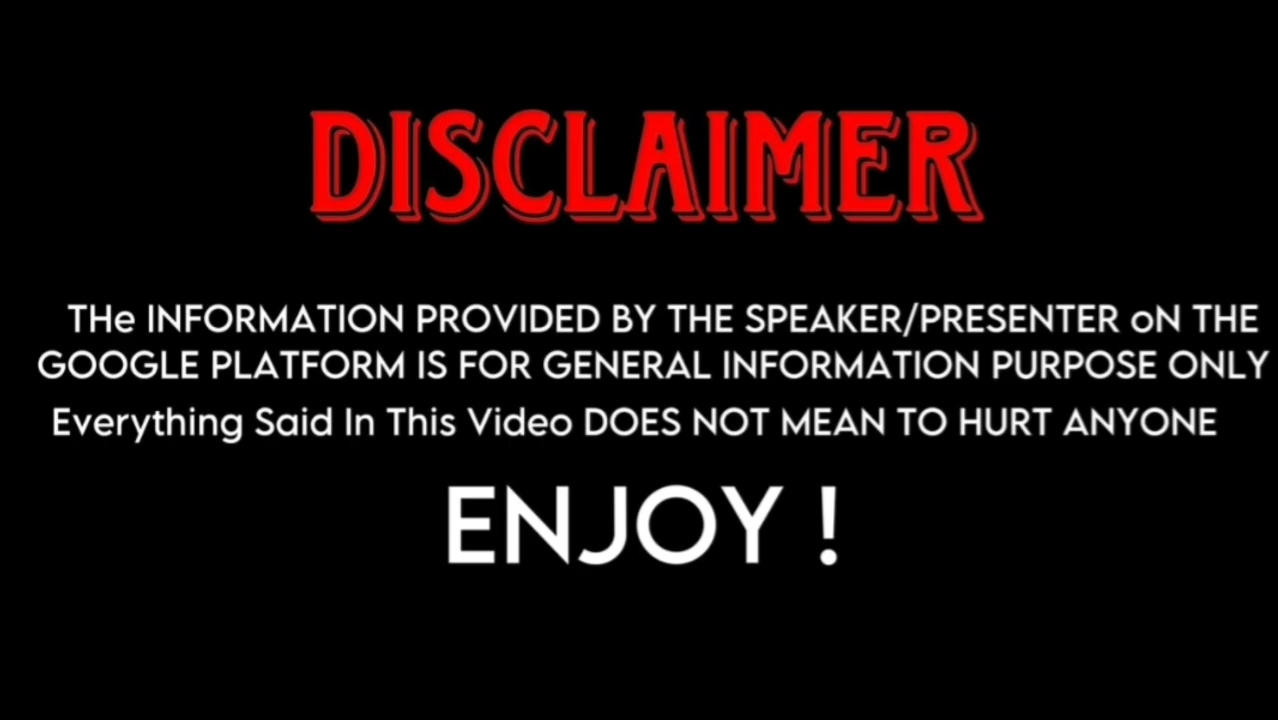 DISCLAIMER
THe INFORMATION PROVIDED BY THE SPEAKER/PRESENTER oN THE
GOOGLE PLATFORM IS FOR GENERAL INFORMATION PURPOSE ONLY
Everything Said In This Video DOES NOT MEAN TO HURT ANYONE
ENJOY !